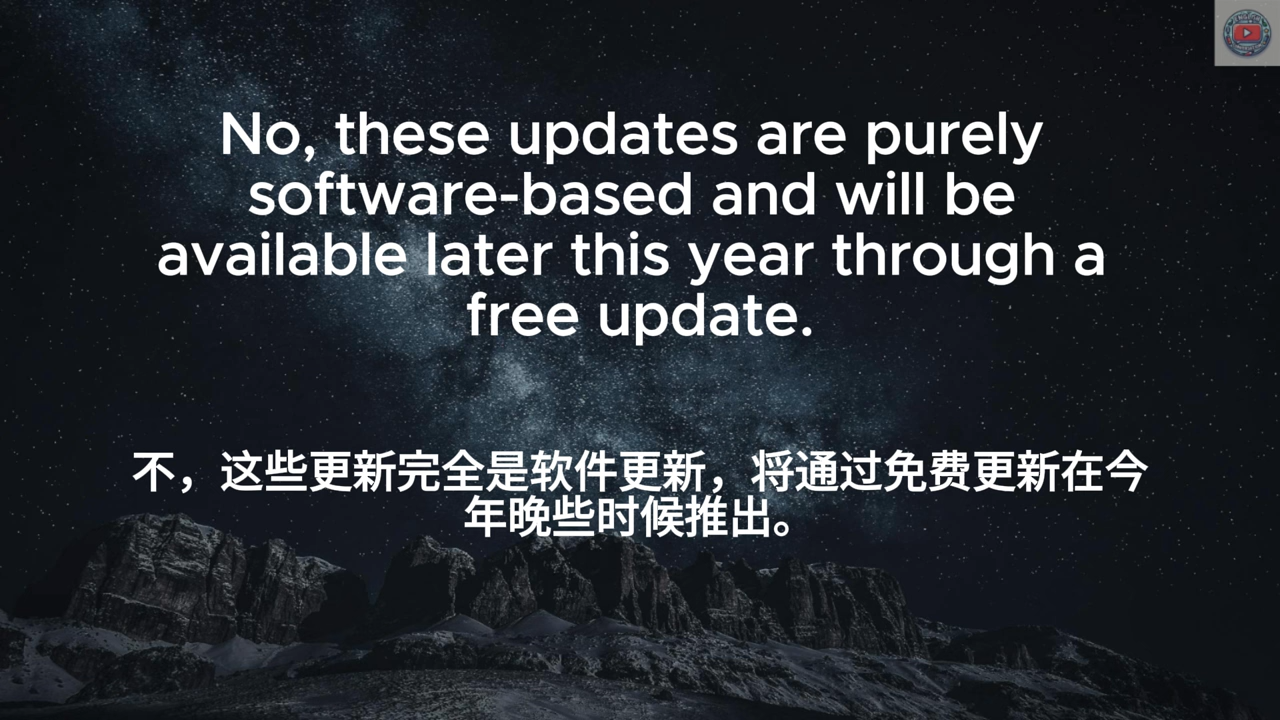 No, these updates are purely
software-based and will be
available later this year through a
free update.
不，这些更新完全是软件更新，将通过免费更新在今
年晚些时候推出。